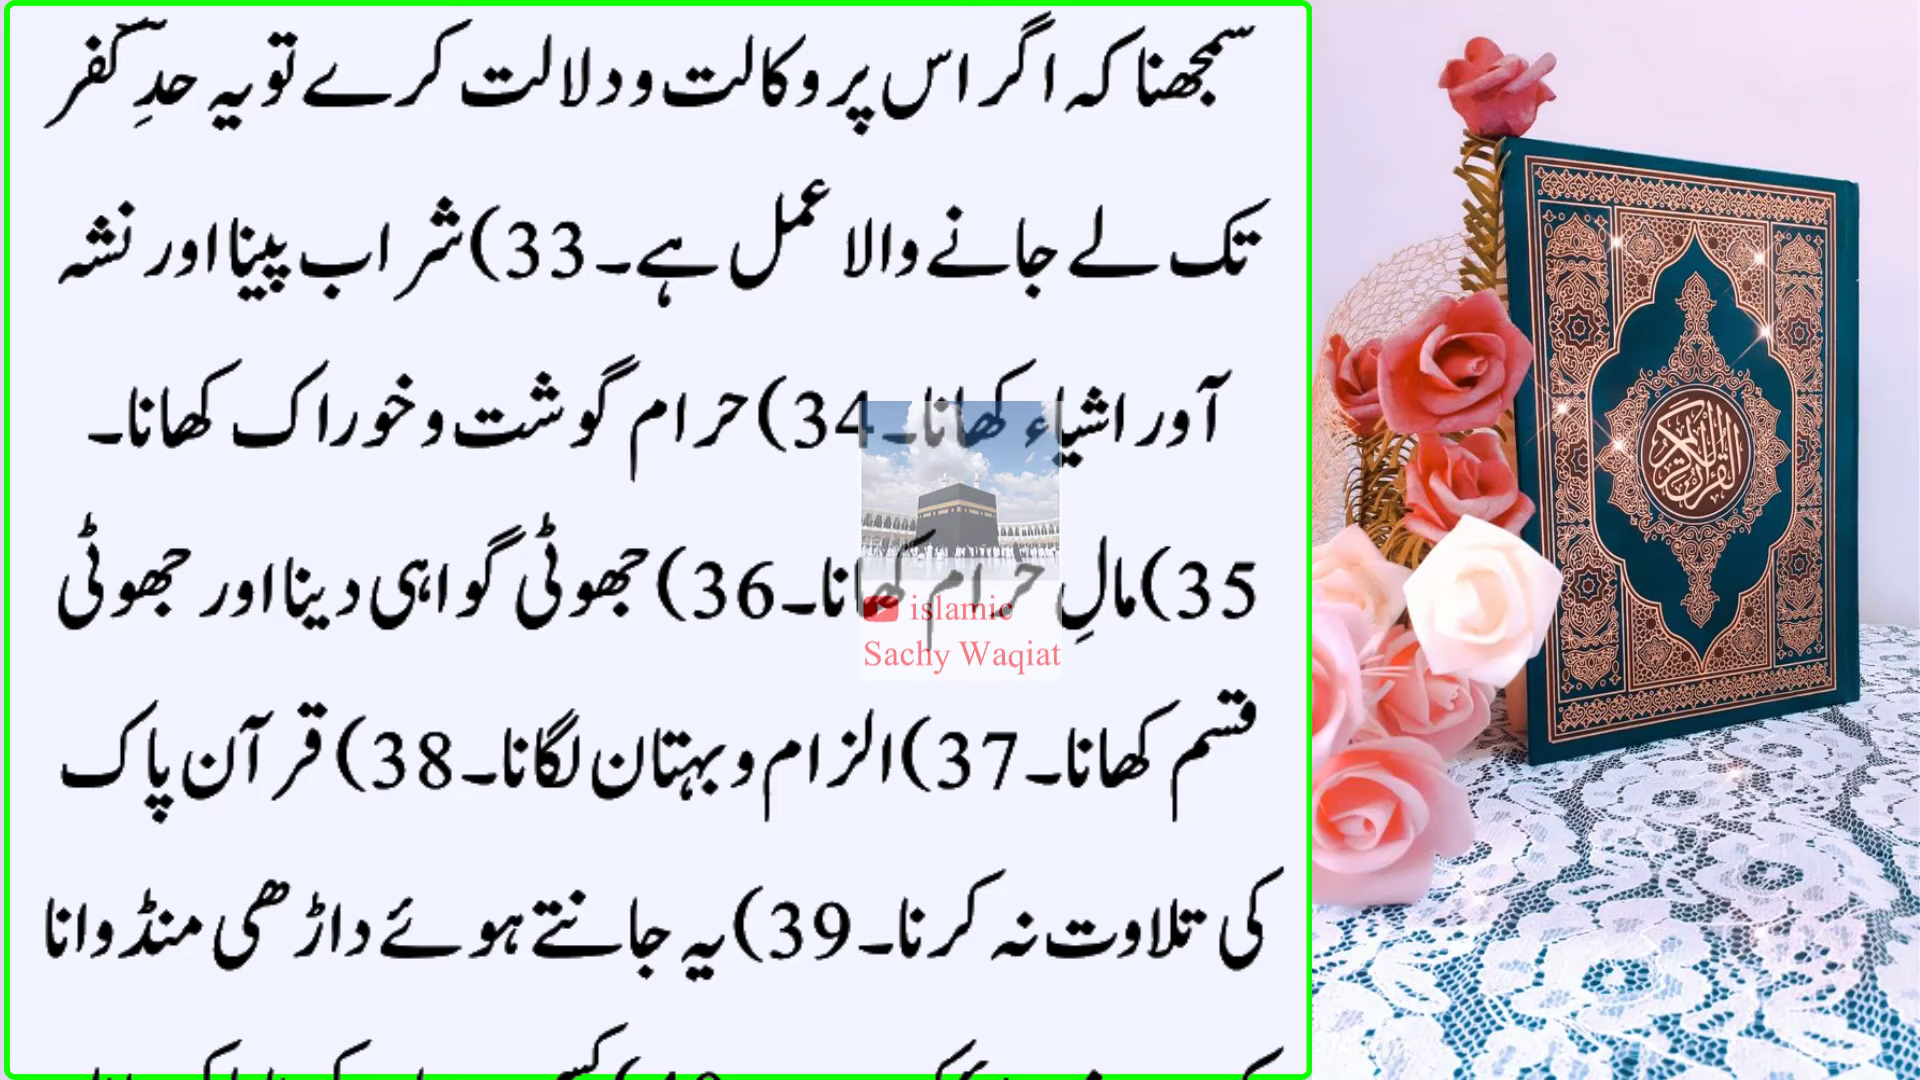 سمجھنا کہ اگر اس پر وکالت و دلالت کرے تو یہ حدِ کفر
تک لے جانے والا عمل ہے۔ 33) شراب پینا اور نشہ
آور اشیاء کھانا۔ 34) حرام گوشت و خوراک کھانا۔
35) مالِ حرام کھانا۔ 36) جھوٹی گواہی دینا اور جھوٹی
قسم کھانا۔ 37) الزام و بہتان لگانا۔ 38) قرآن پاک
کی تلاوت نہ کرنا۔ 39) یہ جانتے ہوئے داڑھی منڈوانا
islamic
Sachy Waqiat
القرآن الكريم